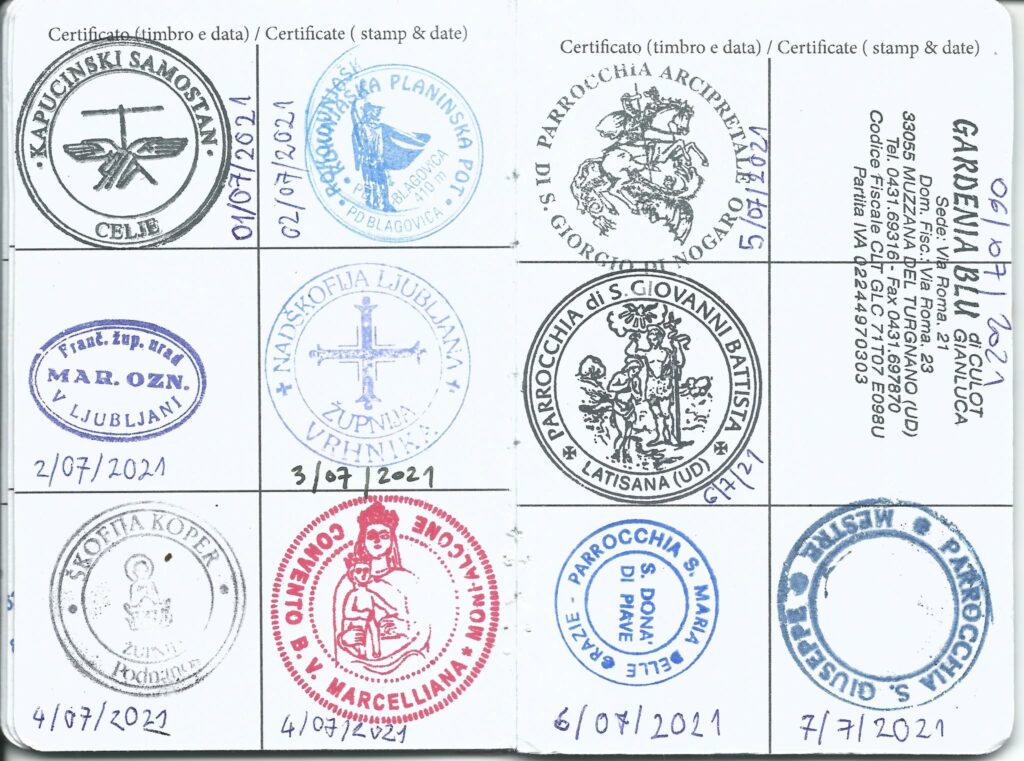 Certificato (timbro e data) / Certificate ( stamp & date)
· KAPUCINSKI SAMOSTAN ·
CELJE
01/07/2021
PLANINSKA POT
BLAGOVICA
410 m
· PD BLAGOVICA ·
02/07/2021
Franč. žup. urad
MAR. OZN.
V LJUBLJANI
2/07/2021
NADŠKOFIJA LJUBLJANA
ŽUPNIJA
VRHNIKA
3/07/2021
ŠKOFIJA KOPER
ŽUPNIJA
Podnanos
4/07/2021
MONFALCONE
CONVENTO B. V. MARCELLIANA
4/07/2021
Certificato (timbro e data) / Certificate ( stamp & date)
PARROCCHIA ARCIPRETALE
DI S. GIORGIO DI NOGARO
5/07/2021
06/07/2021
GARDENIA BLU di CULOT
GIANLUCA
Sede: Via Roma, 21
Dom. Fisc.: Via Roma, 23
33055 MUZZANA DEL TURGNANO (UD)
Tel. 0431.69316 - Fax 0431.697870
Codice Fiscale CLT GLC 71T07 E098U
Partita IVA 02244970303
PARROCCHIA di S. GIOVANNI BATTISTA
LATISANA (UD)
6/7/21
PARROCCHIA S. MARIA DELLE GRAZIE -
S. DONA'
DI PIAVE
6/07/2021
PARROCCHIA S. GIUSEPPE
MESTRE
7/7/2021